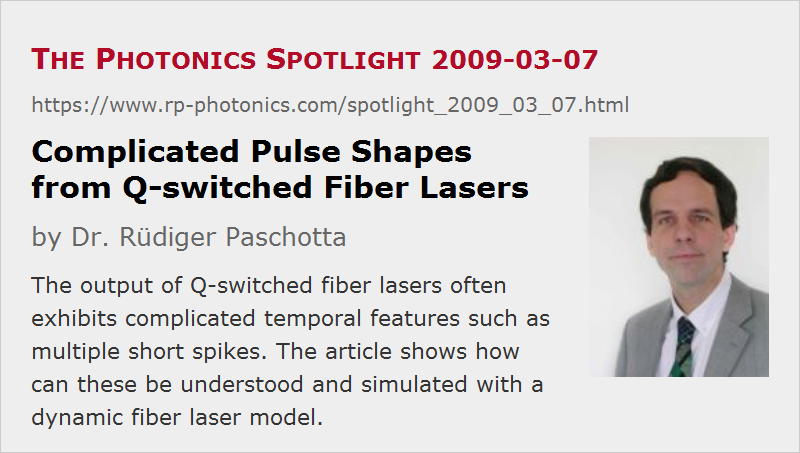 The Photonics Spotlight 2009-03-07
https://www.rp-photonics.com/spotlight_2009_03_07.html
Complicated Pulse Shapes
from Q-switched Fiber Lasers
by Dr. Rüdiger Paschotta
The output of Q-switched fiber lasers often
exhibits complicated temporal features such as
multiple short spikes. The article shows how
can these be understood and simulated with a
dynamic fiber laser model.